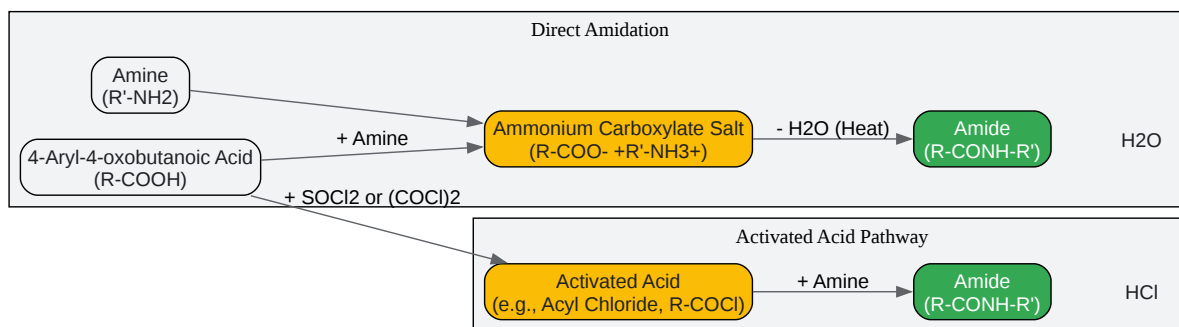 Direct Amidation
Amine
(R'-NH2)
4-Aryl-4-oxobutanoic Acid
(R-COOH)
+ Amine
+ SOCl2 or (COCl)2
Ammonium Carboxylate Salt
(R-COO- +R'-NH3+)
- H2O (Heat)
Amide
(R-CONH-R')
H2O
Activated Acid Pathway
Activated Acid
(e.g., Acyl Chloride, R-COCl)
+ Amine
Amide
(R-CONH-R')
HCl